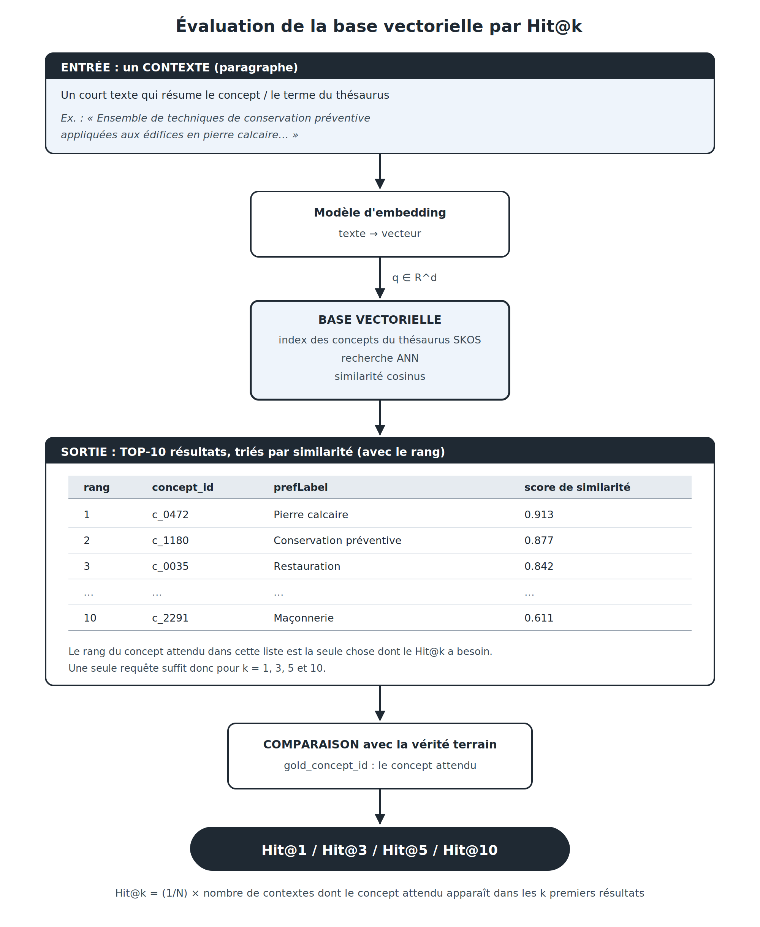 Évaluation de la base vectorielle par Hit@k
ENTRÉE : un CONTEXTE (paragraphe)
Un court texte qui résume le concept / le terme du thésaurus
Ex. : « Ensemble de techniques de conservation préventive
appliquées aux édifices en pierre calcaire... »
Modèle d'embedding
texte → vecteur
q ∈ R^d
BASE VECTORIELLE
index des concepts du thésaurus SKOS
recherche ANN
similarité cosinus
SORTIE : TOP-10 résultats, triés par similarité (avec le rang)
rang concept_id prefLabel score de similarité
1 c_0472 Pierre calcaire 0.913
2 c_1180 Conservation préventive 0.877
3 c_0035 Restauration 0.842
... ... ... ...
10 c_2291 Maçonnerie 0.611
Le rang du concept attendu dans cette liste est la seule chose dont le Hit@k a besoin.
Une seule requête suffit donc pour k = 1, 3, 5 et 10.
COMPARAISON avec la vérité terrain
gold_concept_id : le concept attendu
Hit@1 / Hit@3 / Hit@5 / Hit@10
Hit@k = (1/N) × nombre de contextes dont le concept attendu apparaît dans les k premiers résultats